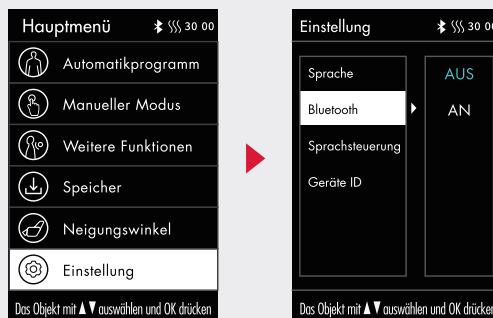 Hauptmenü 30 00
Automatikprogramm
Manueller Modus
Weitere Funktionen
Speicher
Neigungswinkel
Einstellung
Das Objekt mit ▲▼ auswählen und OK drücken
Einstellung 30 00
Sprache
Bluetooth
Sprachsteuerung
Geräte ID
AUS
AN
Das Objekt mit ▲▼ auswählen und OK drücken